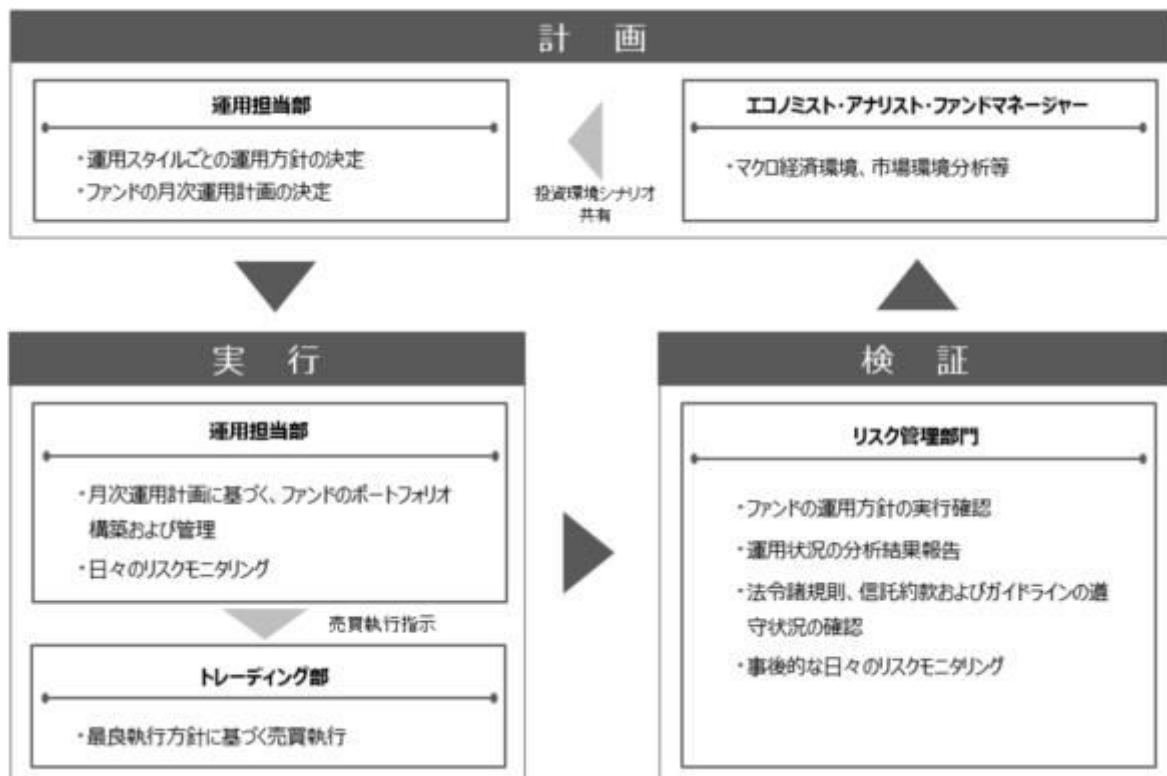 計 画
運用担当部
・運用スタイルごとの運用方針の決定
・ファンドの月次運用計画の決定
投資環境シナリオ
共有
エコノミスト・アナリスト・ファンドマネージャー
・マクロ経済環境、市場環境分析等
実 行
運用担当部
・月次運用計画に基づく、ファンドのポートフォリオ
構築および管理
・日々のリスクモニタリング
売買執行指示
トレーディング部
・最良執行方針に基づく売買執行
検 証
リスク管理部門
・ファンドの運用方針の実行確認
・運用状況の分析結果報告
・法令諸規則、信託約款およびガイドラインの遵
守状況の確認
・事後的な日々のリスクモニタリング